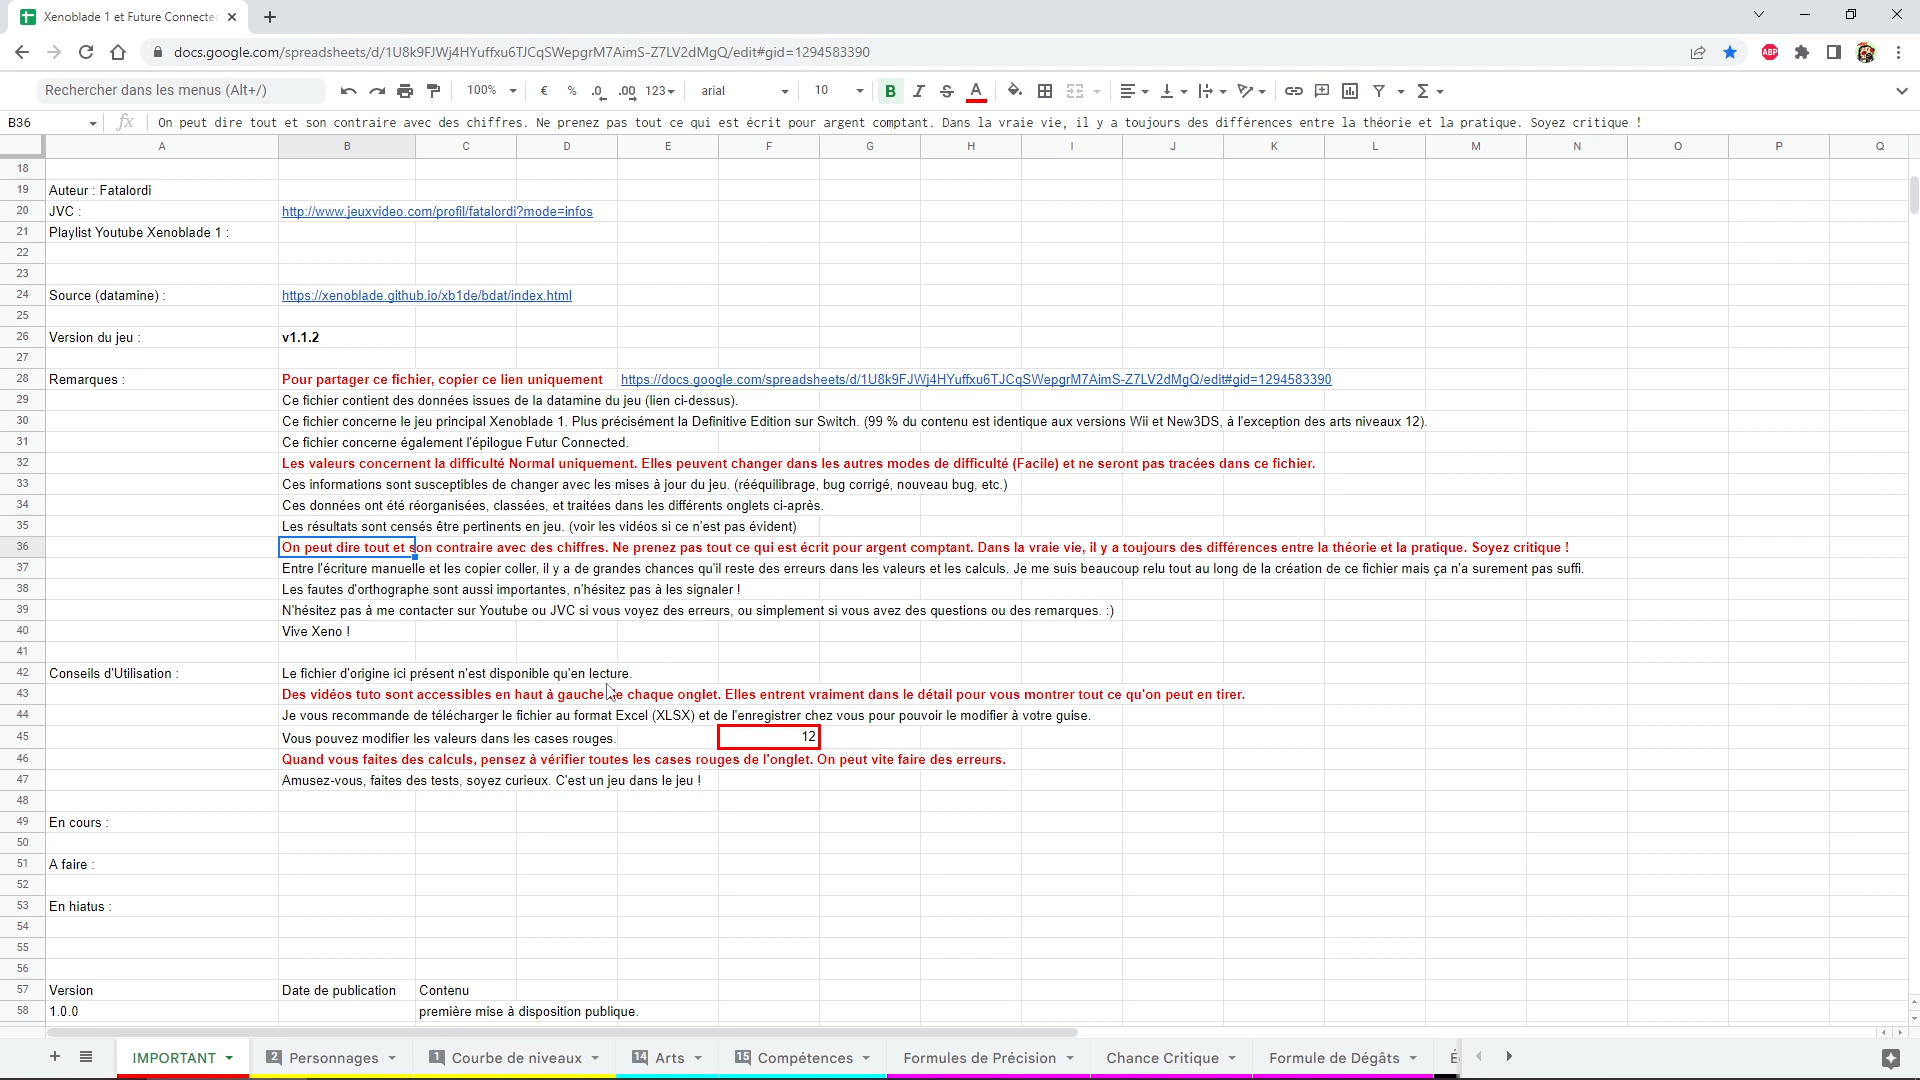 Xenoblade 1 et Future Connected
docs.google.com/spreadsheets/d/1U8k9FJWj4HYuffxu6TJCqSWepgrM7AimS-Z7LV2dMgQ/edit#gid=1294583390
ABP
Rechercher dans les menus (Alt+/)
100%
€
%
.0
.00
123
arial
10
B
I
S
A
B36
fx
On peut dire tout et son contraire avec des chiffres. Ne prenez pas tout ce qui est écrit pour argent comptant. Dans la vraie vie, il y a toujours des différences entre la théorie et la pratique. Soyez critique !
A B C D E F G H I J K L M N O P Q
18
19 Auteur : Fatalordi
20 JVC : http://www.jeuxvideo.com/profil/fatalordi?mode=infos
21 Playlist Youtube Xenoblade 1 :
22
23
24 Source (datamine) : https://xenoblade.github.io/xb1de/bdat/index.html
25
26 Version du jeu : v1.1.2
27
28 Remarques : Pour partager ce fichier, copier ce lien uniquement https://docs.google.com/spreadsheets/d/1U8k9FJWj4HYuffxu6TJCqSWepgrM7AimS-Z7LV2dMgQ/edit#gid=1294583390
29 Ce fichier contient des données issues de la datamine du jeu (lien ci-dessus).
30 Ce fichier concerne le jeu principal Xenoblade 1. Plus précisément la Definitive Edition sur Switch. (99 % du contenu est identique aux versions Wii et New3DS, à l'exception des arts niveaux 12).
31 Ce fichier concerne également l'épilogue Futur Connected.
32 Les valeurs concernent la difficulté Normal uniquement. Elles peuvent changer dans les autres modes de difficulté (Facile) et ne seront pas tracées dans ce fichier.
33 Ces informations sont susceptibles de changer avec les mises à jour du jeu. (rééquilibrage, bug corrigé, nouveau bug, etc.)
34 Ces données ont été réorganisées, classées, et traitées dans les différents onglets ci-après.
35 Les résultats sont censés être pertinents en jeu. (voir les vidéos si ce n'est pas évident)
36 On peut dire tout et son contraire avec des chiffres. Ne prenez pas tout ce qui est écrit pour argent comptant. Dans la vraie vie, il y a toujours des différences entre la théorie et la pratique. Soyez critique !
37 Entre l'écriture manuelle et les copier coller, il y a de grandes chances qu'il reste des erreurs dans les valeurs et les calculs. Je me suis beaucoup relu tout au long de la création de ce fichier mais ça n'a surement pas suffi.
38 Les fautes d'orthographe sont aussi importantes, n'hésitez pas à les signaler !
39 N'hésitez pas à me contacter sur Youtube ou JVC si vous voyez des erreurs, ou simplement si vous avez des questions ou des remarques. :)
40 Vive Xeno !
41
42 Conseils d'Utilisation : Le fichier d'origine ici présent n'est disponible qu'en lecture.
43 Des vidéos tuto sont accessibles en haut à gauche de chaque onglet. Elles entrent vraiment dans le détail pour vous montrer tout ce qu'on peut en tirer.
44 Je vous recommande de télécharger le fichier au format Excel (XLSX) et de l'enregistrer chez vous pour pouvoir le modifier à votre guise.
45 Vous pouvez modifier les valeurs dans les cases rouges. 12
46 Quand vous faites des calculs, pensez à vérifier toutes les cases rouges de l'onglet. On peut vite faire des erreurs.
47 Amusez-vous, faites des tests, soyez curieux. C'est un jeu dans le jeu !
48
49 En cours :
50
51 A faire :
52
53 En hiatus :
54
55
56
57 Version Date de publication Contenu
58 1.0.0 première mise à disposition publique.
IMPORTANT 2 Personnages 1 Courbe de niveaux 14 Arts 15 Compétences Formules de Précision Chance Critique Formule de Dégâts